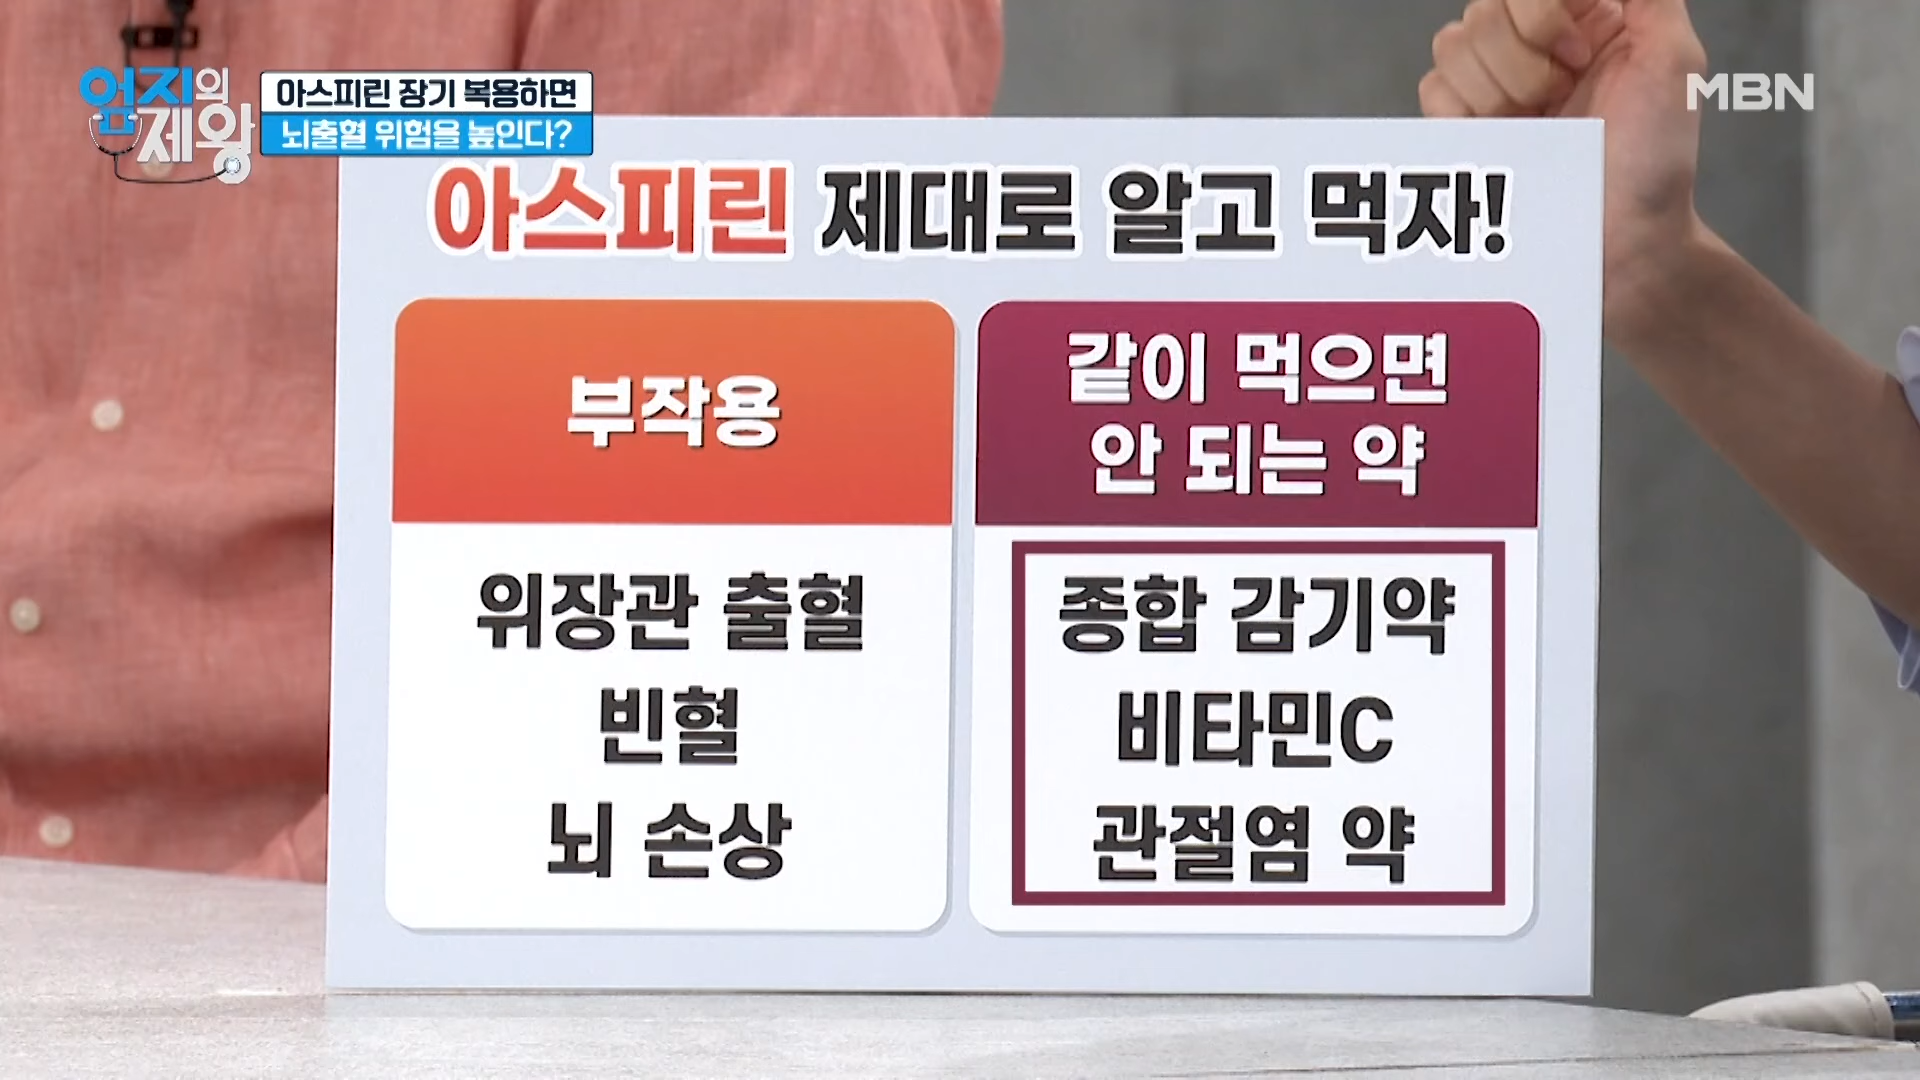 엄지의
제왕
아스피린 장기 복용하면
뇌출혈 위험을 높인다?
MBN
아스피린 제대로 알고 먹자!
부작용
위장관 출혈
빈혈
뇌 손상
같이 먹으면
안 되는 약
종합 감기약
비타민C
관절염 약